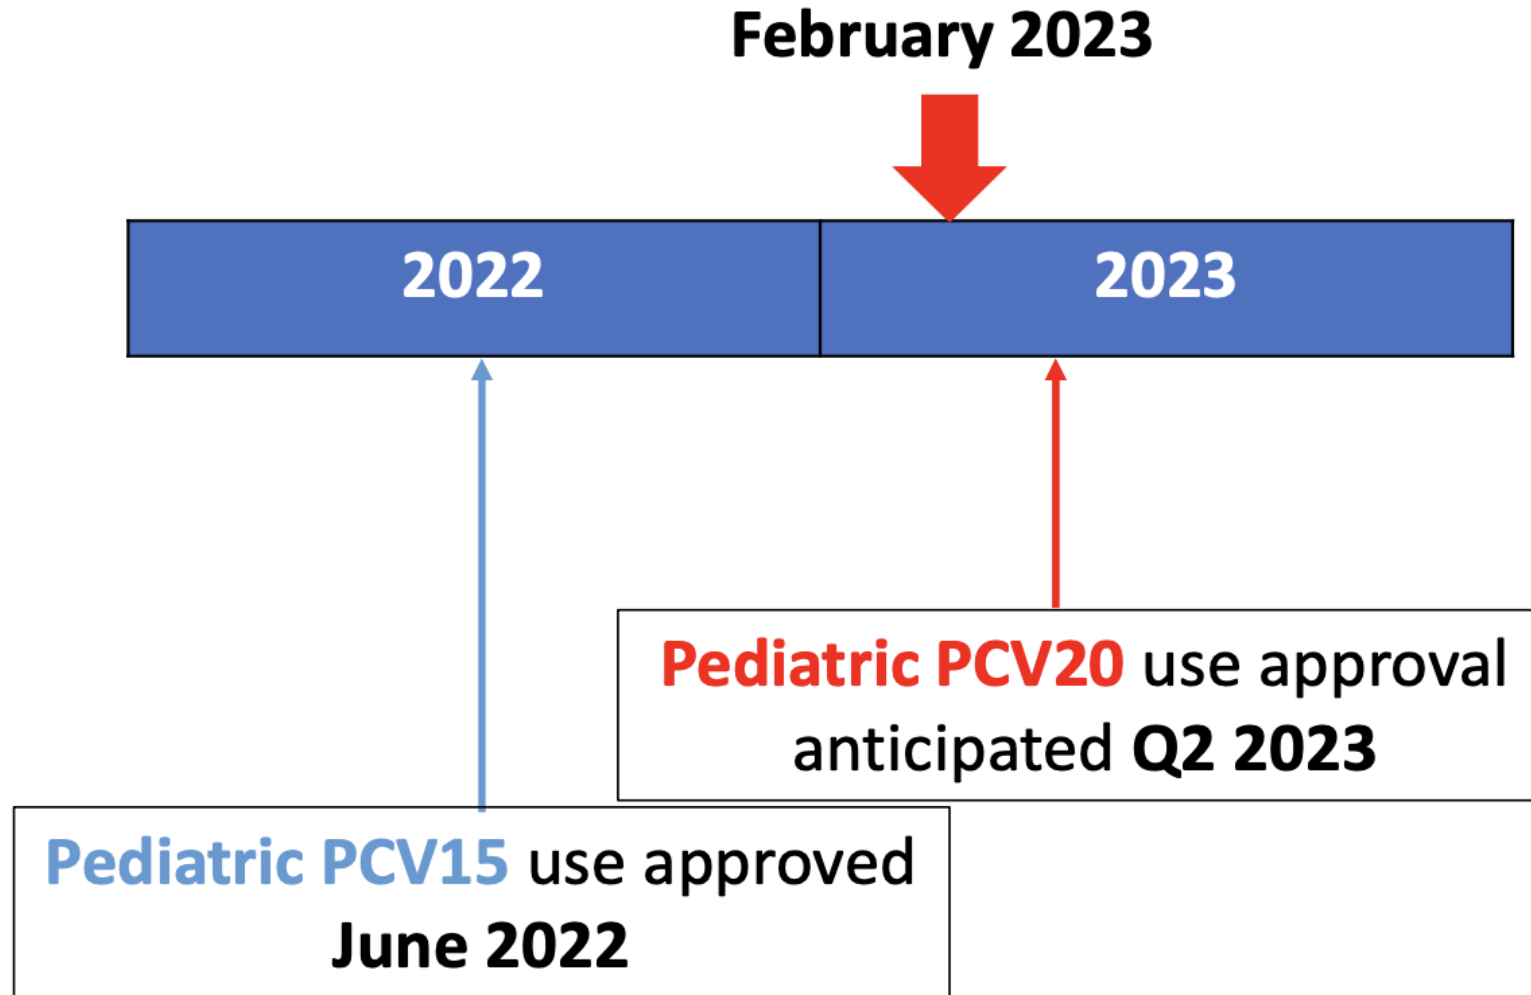 February 2023
2022
2023
Pediatric PCV20 use approval
anticipated Q2 2023
Pediatric PCV15 use approved
June 2022